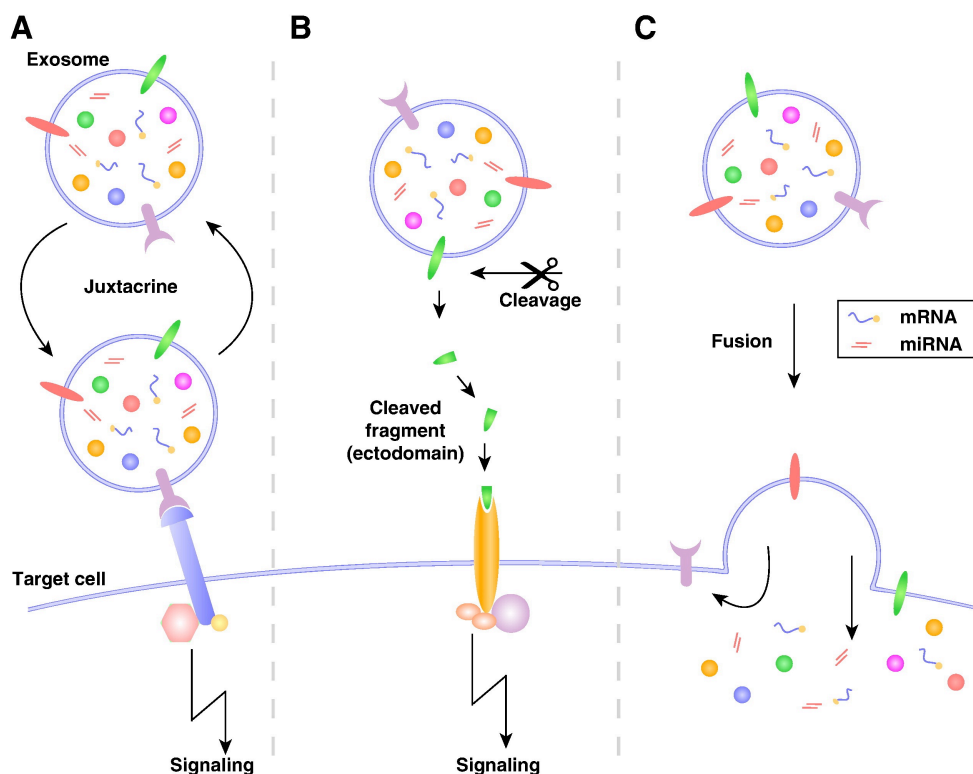 A
Exosome
Juxtacrine
Target cell
Signaling
B
Cleavage
Cleaved
fragment
(ectodomain)
Signaling
C
Fusion
mRNA
miRNA